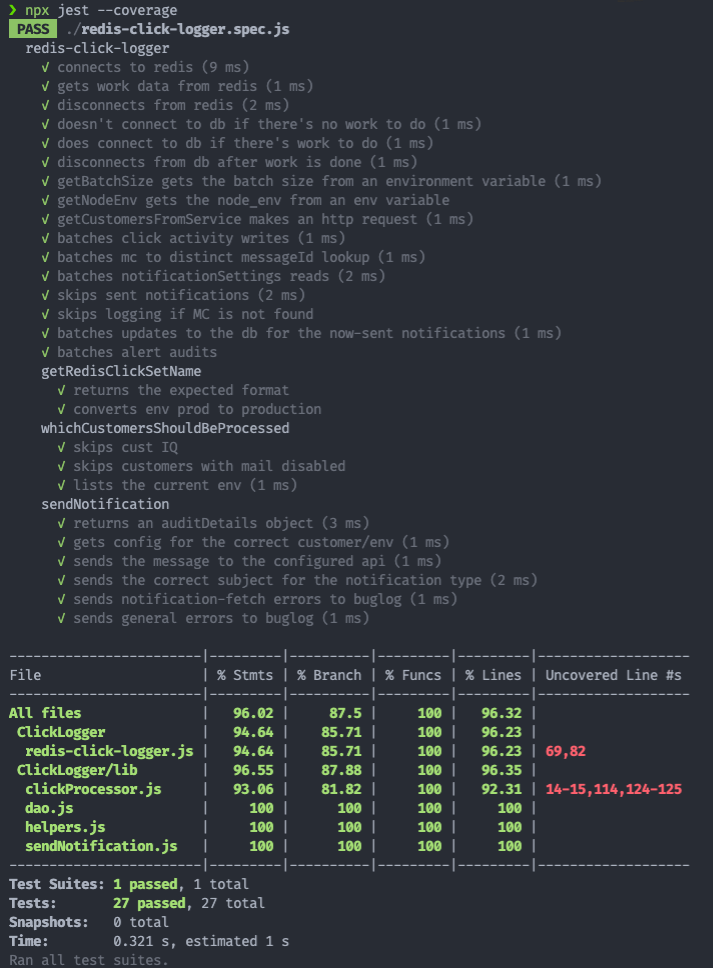 ❯ npx jest --coverage
PASS ./redis-click-logger.spec.js
redis-click-logger
√ connects to redis (9 ms)
√ gets work data from redis (1 ms)
√ disconnects from redis (2 ms)
√ doesn't connect to db if there's no work to do (1 ms)
√ does connect to db if there's work to do (1 ms)
√ disconnects from db after work is done (1 ms)
√ getBatchSize gets the batch size from an environment variable (1 ms)
√ getNodeEnv gets the node_env from an env variable
√ getCustomersFromService makes an http request (1 ms)
√ batches click activity writes (1 ms)
√ batches mc to distinct messageId lookup (1 ms)
√ batches notificationSettings reads (2 ms)
√ skips sent notifications (2 ms)
√ skips logging if MC is not found
√ batches updates to the db for the now-sent notifications (1 ms)
√ batches alert audits
getRedisClickSetName
√ returns the expected format
√ converts env prod to production
whichCustomersShouldBeProcessed
√ skips cust IQ
√ skips customers with mail disabled
√ lists the current env (1 ms)
sendNotification
√ returns an auditDetails object (3 ms)
√ gets config for the correct customer/env (1 ms)
√ sends the message to the configured api (1 ms)
√ sends the correct subject for the notification type (2 ms)
√ sends notification-fetch errors to buglog (1 ms)
√ sends general errors to buglog (1 ms)
------------------------|---------|----------|---------|---------|-------------------
File | % Stmts | % Branch | % Funcs | % Lines | Uncovered Line #s
------------------------|---------|----------|---------|---------|-------------------
All files | 96.02 | 87.5 | 100 | 96.32 |
ClickLogger | 94.64 | 85.71 | 100 | 96.23 |
redis-click-logger.js | 94.64 | 85.71 | 100 | 96.23 | 69,82
ClickLogger/lib | 96.55 | 87.88 | 100 | 96.35 |
clickProcessor.js | 93.06 | 81.82 | 100 | 92.31 | 14-15,114,124-125
dao.js | 100 | 100 | 100 | 100 |
helpers.js | 100 | 100 | 100 | 100 |
sendNotification.js | 100 | 100 | 100 | 100 |
------------------------|---------|----------|---------|---------|-------------------
Test Suites: 1 passed, 1 total
Tests: 27 passed, 27 total
Snapshots: 0 total
Time: 0.321 s, estimated 1 s
Ran all test suites.